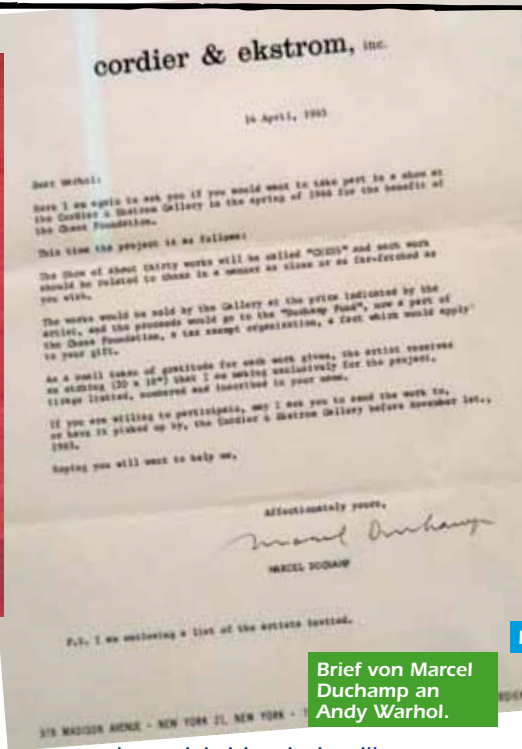 cordier & ekstrom, inc.
14 April, 1965
Dear Warhol:
Here I am again to ask you if you would want to take part in a show at
the Cordier & Ekstrom Gallery in the spring of 1966 for the benefit of
the Chess Foundation.
This time the project is as follows:
The Show of about thirty works will be called "CHESS" and each work
should be related to chess in a manner as close or as far-fetched as
you wish.
The works would be sold by the Gallery at the price indicated by the
artist, and the proceeds would go to the "Duchamp Fund", now a part of
the Chess Foundation, a tax exempt organization, a fact which would apply
to your gift.
As a small token of gratitude for each work given, the artist receives
an etching that I am making exclusively for the project,
limited, numbered and inscribed in your name.
If you are willing to participate, may I ask you to send the work to,
or have it picked up by, the Cordier & Ekstrom Gallery before November 1st.,
1965.
Hoping you will want to help me,
Affectionately yours,
Marcel Duchamp
MARCEL DUCHAMP
P.S. I am enclosing a list of the artists invited.
978 MADISON AVENUE - NEW YORK 21, NEW YORK -
Brief von Marcel
Duchamp an
Andy Warhol.